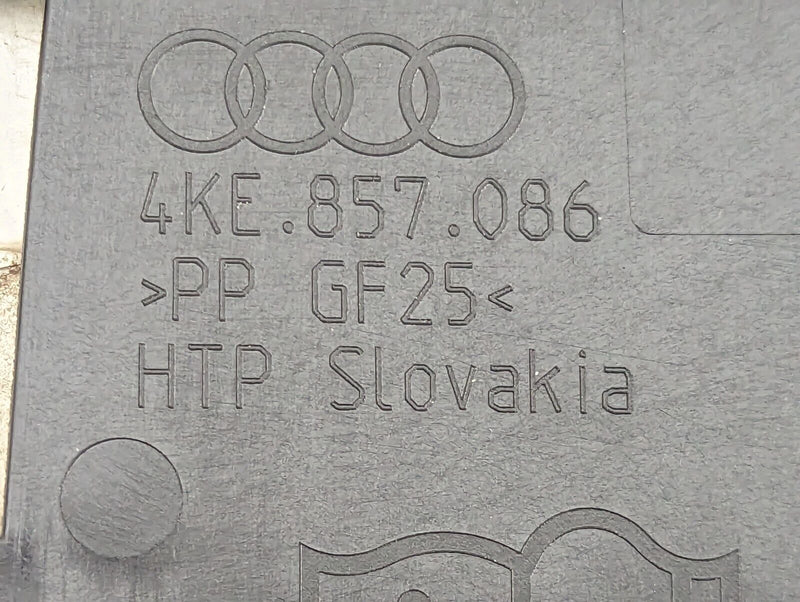 4KE.857.086
>PP GF25<
HTP Slovakia